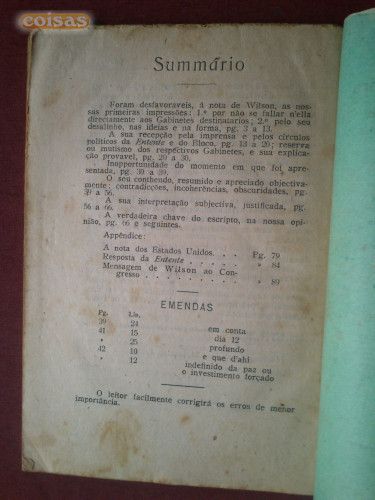 coisas
Summário
Foram desfavoraveis, á nota de Wilson, as nos-
sas primeiras impressões: 1.º por não se fallar n'ella
directamente aos Gabinetes destinatarios; 2.º pelo seu
desalinho, nas ideias e na forma, pg. 3 a 13.
A sua recepção pela imprensa e pelos circulos
politicos da Entente e do Bloco, pg. 13 a 20; reserva
ou mutismo dos respectivos Gabinetes, e sua explica-
ção provavel, pg. 20 a 30.
Inopportunidade do momento em que foi apre-
sentada, pg. 30 a 39.
O seu contendo, resumido e apreciado objectiva-
mente: contradicções, incoherencias, obscuridades, pg.
39 a 56.
A sua interpretação subjectiva, justificada, pg.
56 a 66.
A verdadeira chave do escripto, na nossa opi-
nião, pg. 66 e seguintes.
Appéndice:
A nota dos Estados Unidos. . . . Pg. 79
Resposta da Entente . . . . . » 84
Mensagem de Wilson ao Con-
gresso . . . . . . . . . » 89
EMENDAS
Pg. Lin.
39 24 em conta
41 15 dia 12
» 25 profundo
42 10 e que d'ahi
» 12 indefinido da paz ou
o investimento forçado
O leitor facilmente corrigirá os erros de menor
importância.